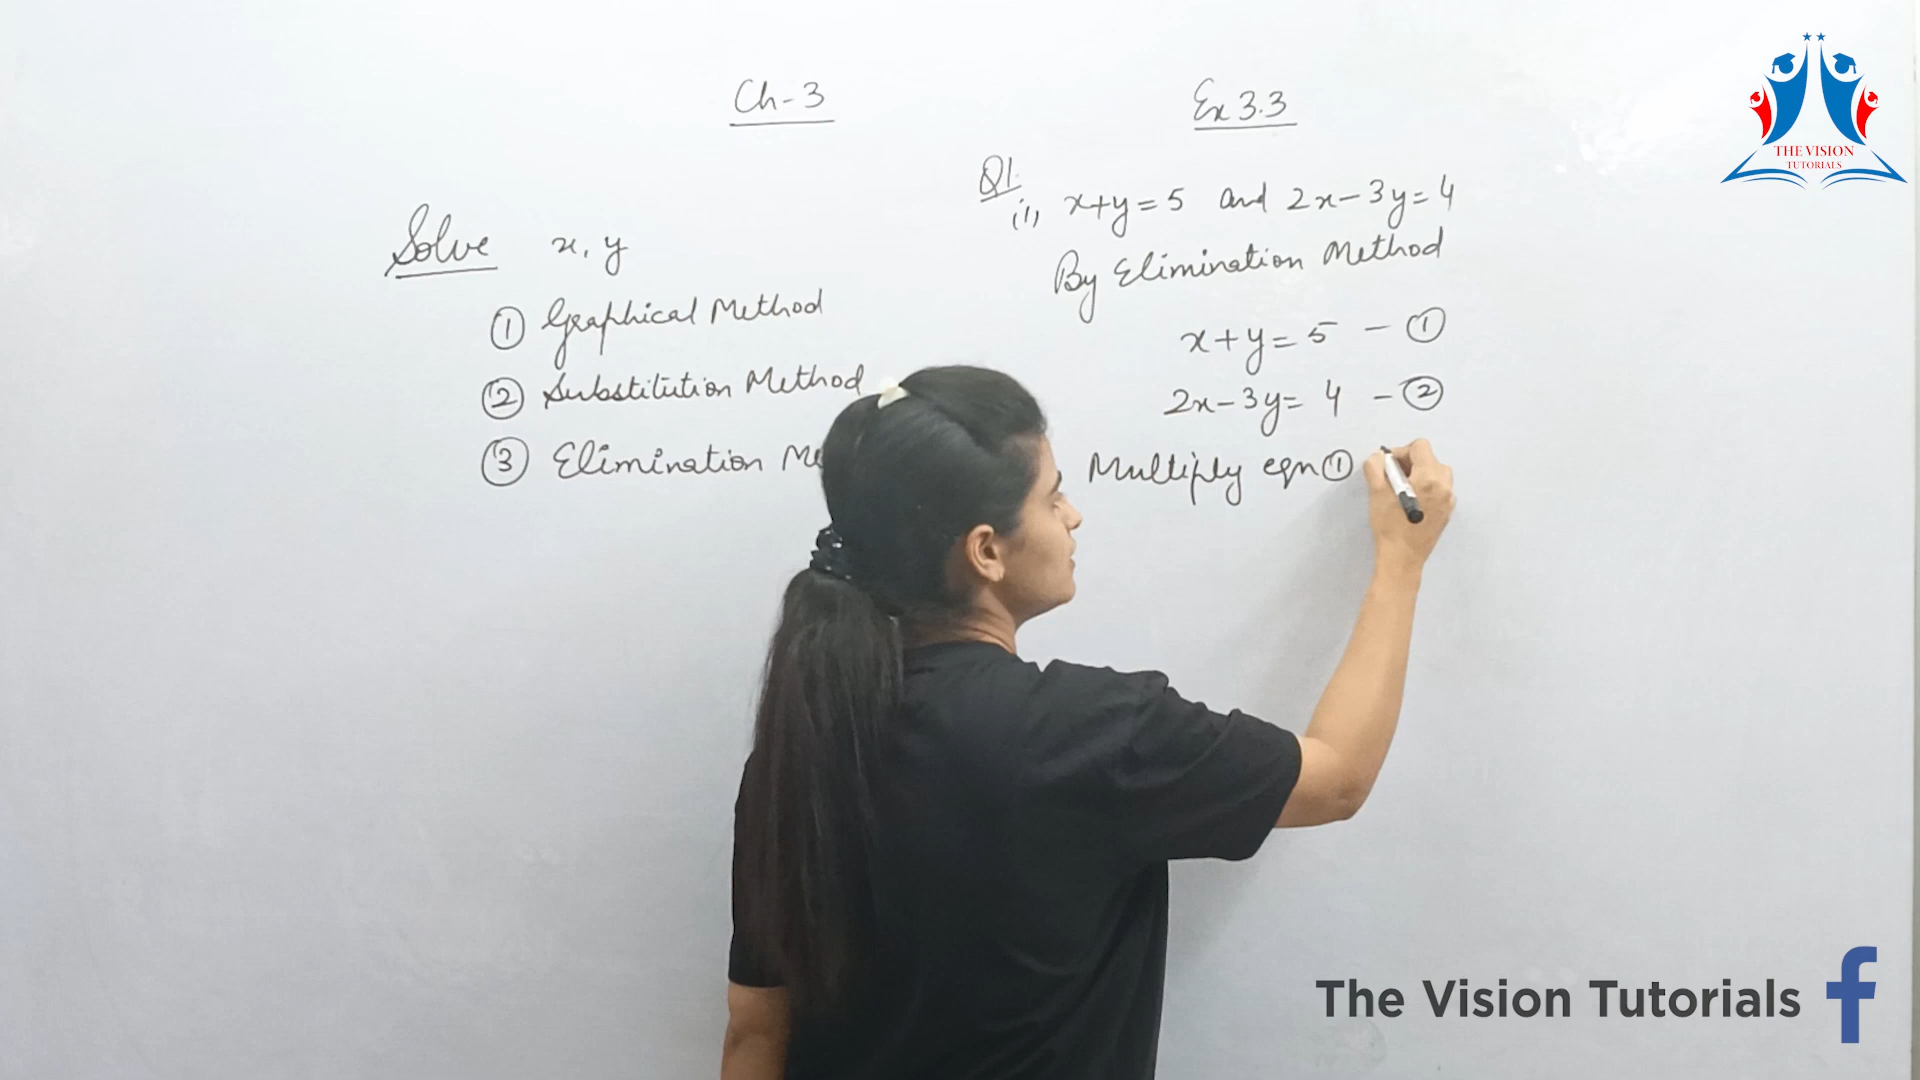 Ch-3
Solve x, y
① Graphical Method
② Substitution Method
③ Elimination Me
Ex 3.3
Q1.
(i) x+y=5 and 2x-3y=4
By Elimination Method
x+y=5 - ①
2x-3y=4 - ②
Multiply eqn ①
THE VISION
TUTORIALS
The Vision Tutorials f